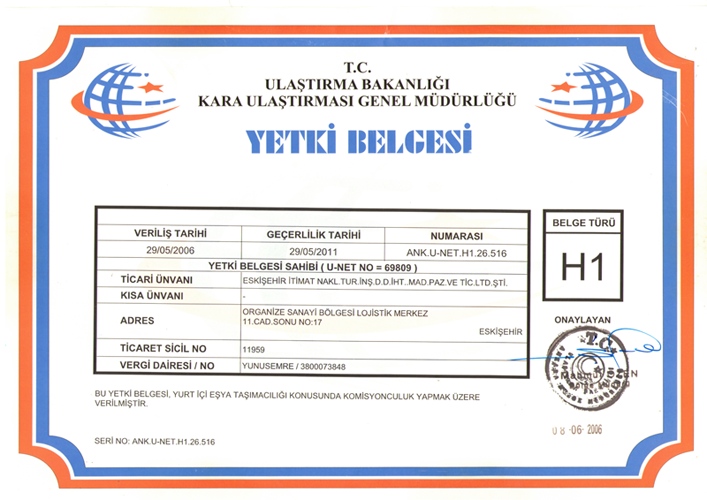 T.C.
ULAŞTIRMA BAKANLIĞI
KARA ULAŞTIRMASI GENEL MÜDÜRLÜĞÜ
YETKİ BELGESİ
VERİLİŞ TARİHİ GEÇERLİLİK TARİHİ NUMARASI
29/05/2006 29/05/2011 ANK.U-NET.H1.26.516
YETKİ BELGESİ SAHİBİ ( U-NET NO = 69809 )
TİCARİ ÜNVANI ESKİŞEHİR İTİMAT NAKL.TUR.İNŞ.D.D.İHT..MAD.PAZ.VE TİC.LTD.ŞTİ.
KISA ÜNVANI -
ADRES ORGANİZE SANAYİ BÖLGESİ LOJİSTİK MERKEZ
11.CAD.SONU NO:17
ESKİŞEHİR
TİCARET SİCİL NO 11959
VERGİ DAİRESİ / NO YUNUSEMRE / 3800073848
BELGE TÜRÜ
H1
ONAYLAYAN
T.C.
08-06-2006
BU YETKİ BELGESİ, YURT İÇİ EŞYA TAŞIMACILIĞI KONUSUNDA KOMİSYONCULUK YAPMAK ÜZERE
VERİLMİŞTİR.
SERİ NO: ANK.U-NET.H1.26.516